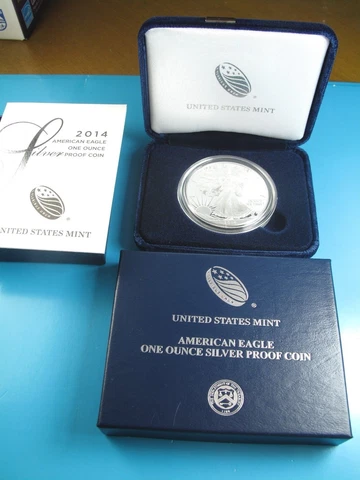 UNITED STATES MINT
2014
AMERICAN EAGLE
ONE OUNCE
Silver PROOF COIN
UNITED STATES MINT
UNITED STATES MINT
AMERICAN EAGLE
ONE OUNCE SILVER PROOF COIN